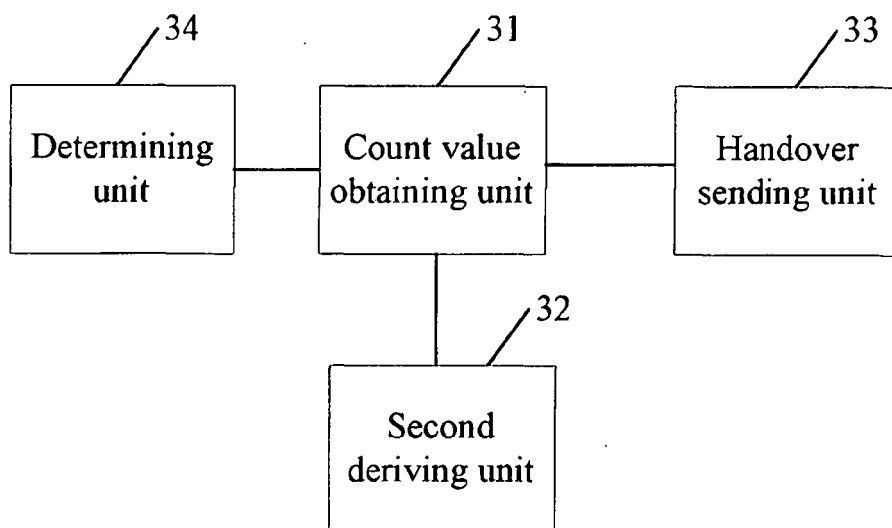 34
31
33
Determining
unit
Count value
obtaining unit
Handover
sending unit
32
Second
deriving unit